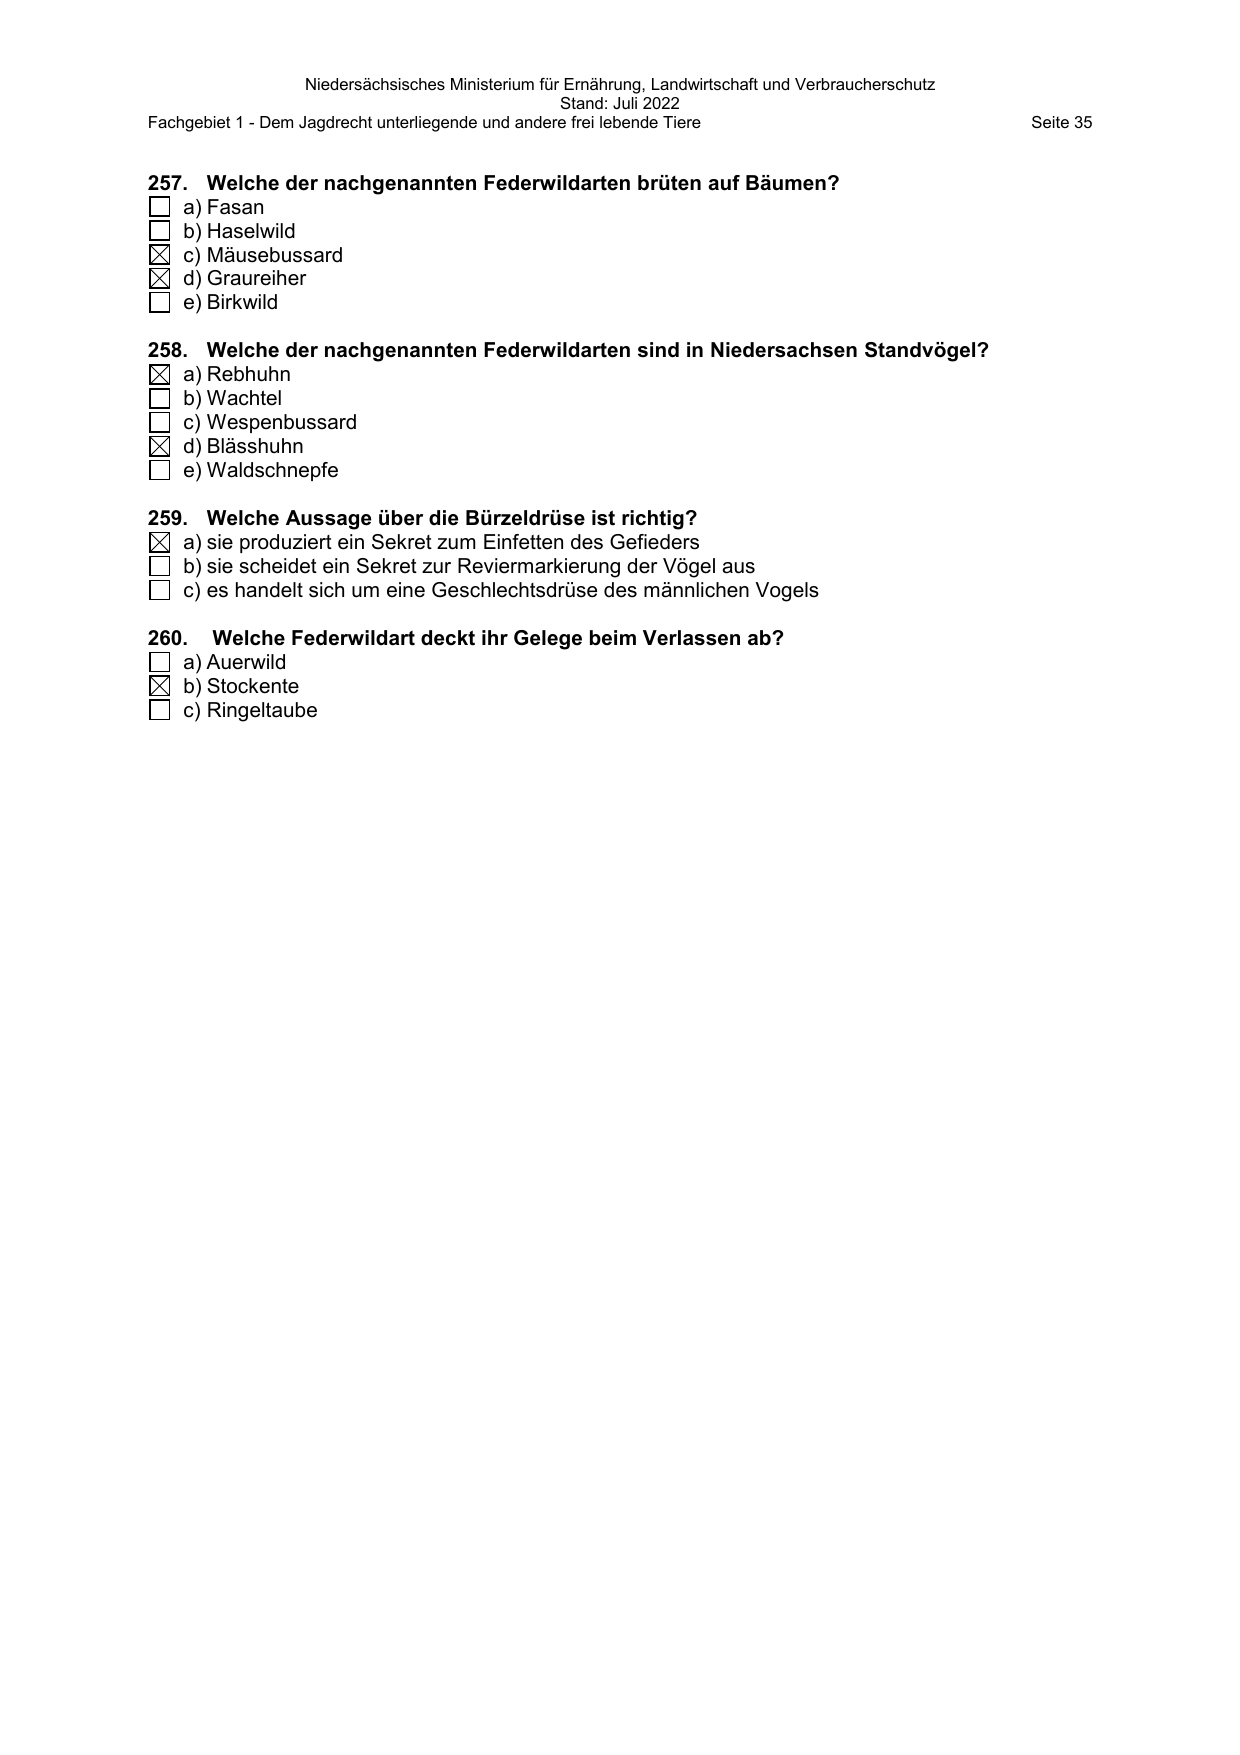 Niedersächsisches Ministerium für Ernährung, Landwirtschaft und Verbraucherschutz
Stand: Juli 2022
Fachgebiet 1 - Dem Jagdrecht unterliegende und andere frei lebende Tiere Seite 35
257. Welche der nachgenannten Federwildarten brüten auf Bäumen?
☐ a) Fasan
☐ b) Haselwild
☒ c) Mäusebussard
☒ d) Graureiher
☐ e) Birkwild
258. Welche der nachgenannten Federwildarten sind in Niedersachsen Standvögel?
☒ a) Rebhuhn
☐ b) Wachtel
☐ c) Wespenbussard
☒ d) Blässhuhn
☐ e) Waldschnepfe
259. Welche Aussage über die Bürzeldrüse ist richtig?
☒ a) sie produziert ein Sekret zum Einfetten des Gefieders
☐ b) sie scheidet ein Sekret zur Reviermarkierung der Vögel aus
☐ c) es handelt sich um eine Geschlechtsdrüse des männlichen Vogels
260. Welche Federwildart deckt ihr Gelege beim Verlassen ab?
☐ a) Auerwild
☒ b) Stockente
☐ c) Ringeltaube